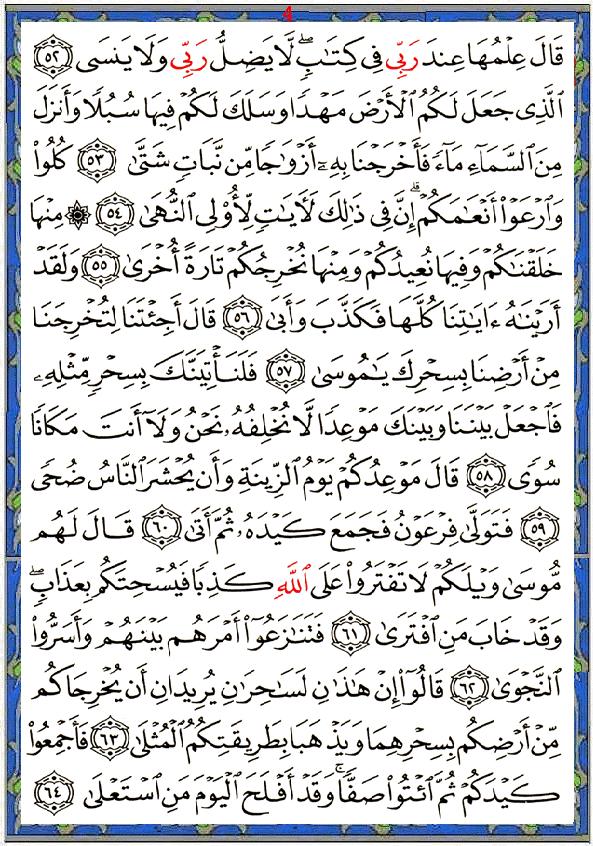 4
قَالَ عِلْمُهَا عِندَ رَبِّى فِى كِتَٰبٍۖ لَّا يَضِلُّ رَبِّى وَلَا يَنسَى ۝٥٢
ٱلَّذِى جَعَلَ لَكُمُ ٱلْأَرْضَ مَهْدًا وَسَلَكَ لَكُمْ فِيهَا سُبُلًا وَأَنزَلَ
مِنَ ٱلسَّمَآءِ مَآءً فَأَخْرَجْنَا بِهِۦٓ أَزْوَٰجًا مِّن نَّبَاتٍ شَتَّىٰ ۝٥٣ كُلُوا۟
وَٱرْعَوْا۟ أَنْعَٰمَكُمْۗ إِنَّ فِى ذَٰلِكَ لَءَايَٰتٍ لِّأُو۟لِى ٱلنُّهَىٰ ۝٥٤ ۞ مِنْهَا
خَلَقْنَٰكُمْ وَفِيهَا نُعِيدُكُمْ وَمِنْهَا نُخْرِجُكُمْ تَارَةً أُخْرَىٰ ۝٥٥ وَلَقَدْ
أَرَيْنَٰهُ ءَايَٰتِنَا كُلَّهَا فَكَذَّبَ وَأَبَىٰ ۝٥٦ قَالَ أَجِئْتَنَا لِتُخْرِجَنَا
مِنْ أَرْضِنَا بِسِحْرِكَ يَٰمُوسَىٰ ۝٥٧ فَلَنَأْتِيَنَّكَ بِسِحْرٍ مِّثْلِهِۦ
فَٱجْعَلْ بَيْنَنَا وَبَيْنَكَ مَوْعِدًا لَّا نُخْلِفُهُۥ نَحْنُ وَلَآ أَنتَ مَكَانًا
سُوًى ۝٥٨ قَالَ مَوْعِدُكُمْ يَوْمُ ٱلزِّينَةِ وَأَن يُحْشَرَ ٱلنَّاسُ ضُحًى
۝٥٩ فَتَوَلَّىٰ فِرْعَوْنُ فَجَمَعَ كَيْدَهُۥ ثُمَّ أَتَىٰ ۝٦٠ قَالَ لَهُم
مُّوسَىٰ وَيْلَكُمْ لَا تَفْتَرُوا۟ عَلَى ٱللَّهِ كَذِبًا فَيُسْحِتَكُم بِعَذَابٍۖ
وَقَدْ خَابَ مَنِ ٱفْتَرَىٰ ۝٦١ فَتَنَٰزَعُوٓا۟ أَمْرَهُم بَيْنَهُمْ وَأَسَرُّوا۟
ٱلنَّجْوَىٰ ۝٦٢ قَالُوٓا۟ إِنْ هَٰذَٰنِ لَسَٰحِرَٰنِ يُرِيدَانِ أَن يُخْرِجَاكُم
مِّنْ أَرْضِكُم بِسِحْرِهِمَا وَيَذْهَبَا بِطَرِيقَتِكُمُ ٱلْمُثْلَىٰ ۝٦٣ فَأَجْمِعُوا۟
كَيْدَكُمْ ثُمَّ ٱئْتُوا۟ صَفًّاۚ وَقَدْ أَفْلَحَ ٱلْيَوْمَ مَنِ ٱسْتَعْلَىٰ ۝٦٤